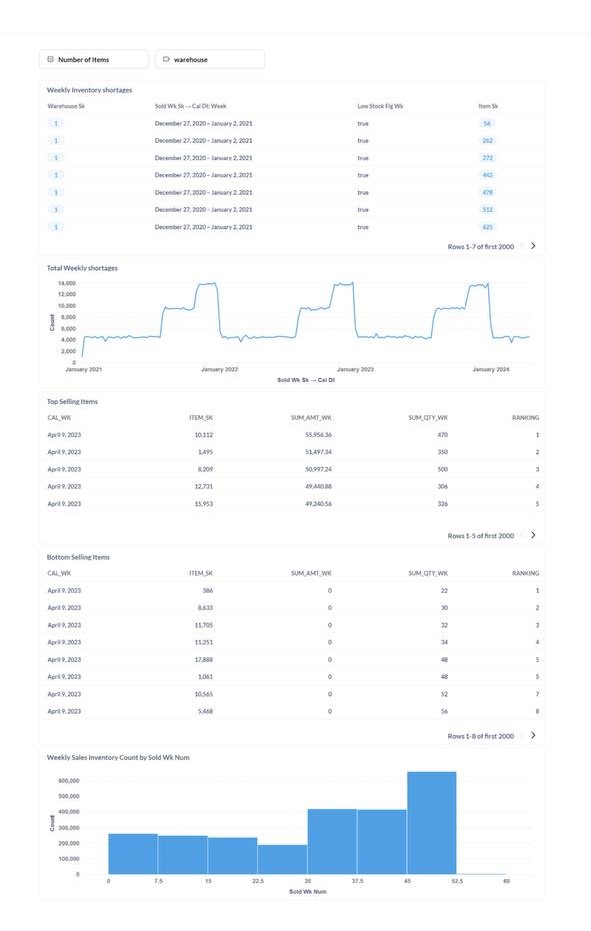 Number of Items
warehouse
Weekly Inventory shortages
Warehouse Sk Sold Wk Sk → Cal Dt: Week Low Stock Flg Wk Item Sk
1 December 27, 2020 – January 2, 2021 true 56
1 December 27, 2020 – January 2, 2021 true 262
1 December 27, 2020 – January 2, 2021 true 272
1 December 27, 2020 – January 2, 2021 true 442
1 December 27, 2020 – January 2, 2021 true 478
1 December 27, 2020 – January 2, 2021 true 512
1 December 27, 2020 – January 2, 2021 true 625
Rows 1-7 of first 2000
Total Weekly shortages
14,000
12,000
10,000
8,000
6,000
4,000
2,000
0
Count
January 2021 January 2022 January 2023 January 2024
Sold Wk Sk → Cal Dt
Top Selling Items
CAL_WK ITEM_SK SUM_AMT_WK SUM_QTY_WK RANKING
April 9, 2023 10,112 55,956.36 470 1
April 9, 2023 1,495 51,497.34 350 2
April 9, 2023 8,209 50,997.24 500 3
April 9, 2023 12,731 49,440.88 306 4
April 9, 2023 15,953 49,240.56 326 5
Rows 1-5 of first 2000
Bottom Selling Items
CAL_WK ITEM_SK SUM_AMT_WK SUM_QTY_WK RANKING
April 9, 2023 386 0 22 1
April 9, 2023 8,633 0 30 2
April 9, 2023 11,705 0 32 3
April 9, 2023 11,251 0 34 4
April 9, 2023 17,888 0 48 5
April 9, 2023 1,061 0 48 5
April 9, 2023 10,565 0 52 7
April 9, 2023 5,468 0 56 8
Rows 1-8 of first 2000
Weekly Sales Inventory Count by Sold Wk Num
600,000
500,000
400,000
300,000
200,000
100,000
0
Count
0 7.5 15 22.5 30 37.5 45 52.5 60
Sold Wk Num